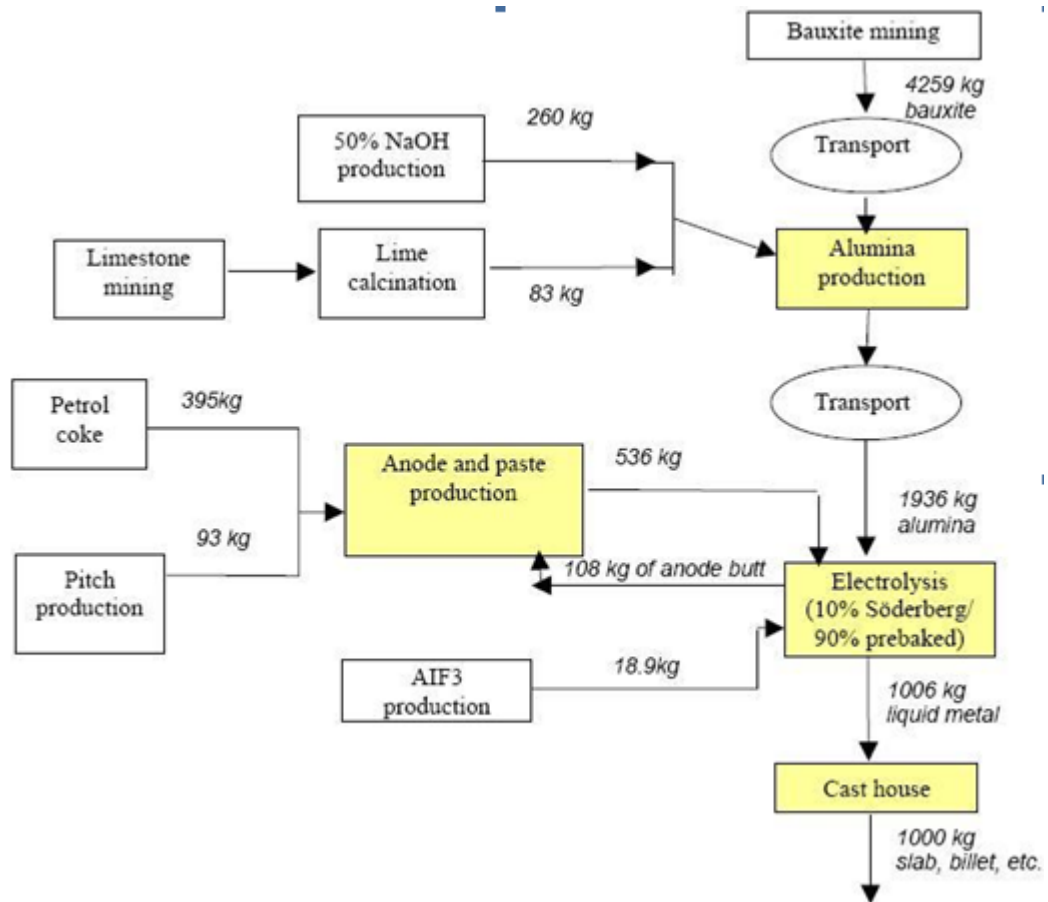 Bauxite mining
4259 kg
bauxite
Transport
260 kg
50% NaOH
production
Limestone
mining
Lime
calcination
83 kg
Alumina
production
Transport
Petrol
coke
395kg
Anode and paste
production
536 kg
1936 kg
alumina
Pitch
production
93 kg
108 kg of anode butt
Electrolysis
(10% Söderberg/
90% prebaked)
AIF3
production
18.9kg
1006 kg
liquid metal
Cast house
1000 kg
slab, billet, etc.